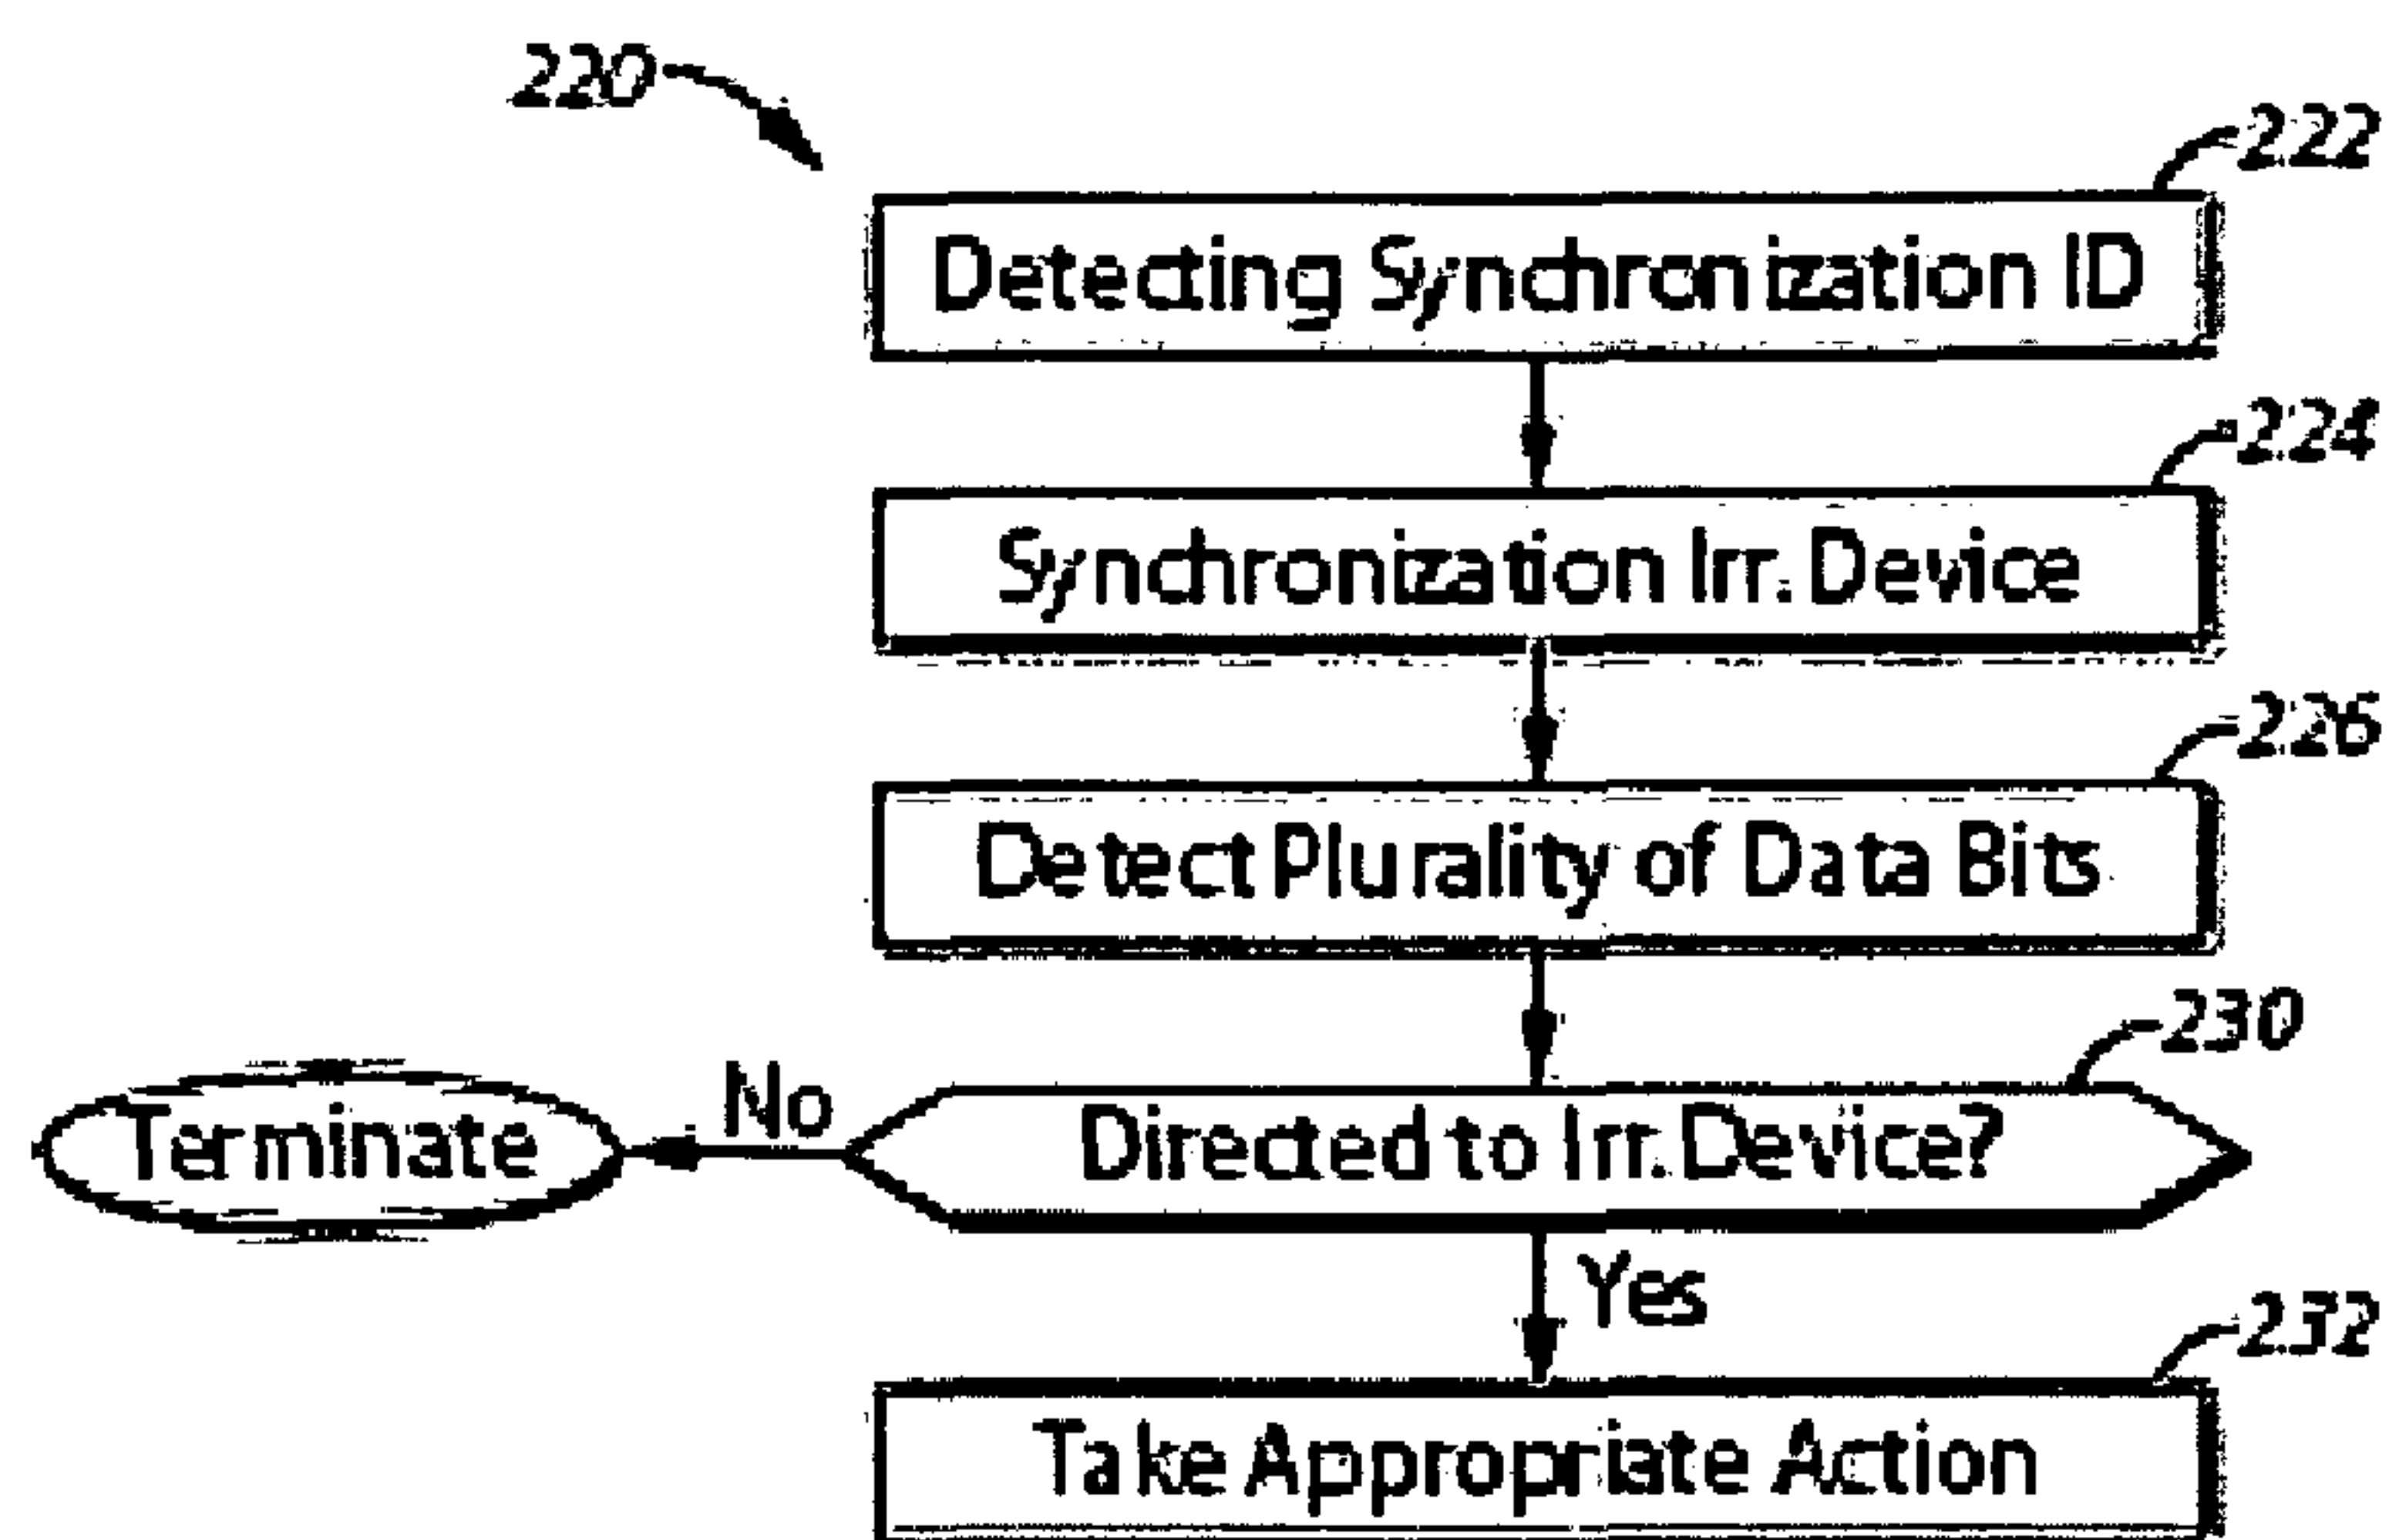 220
222
Detecting Synchronization ID
224
Synchronization Irr. Device
226
Detect Plurality of Data Bits
230
Directed to Irr. Device?
No
Terminate
Yes
232
Take Appropriate Action